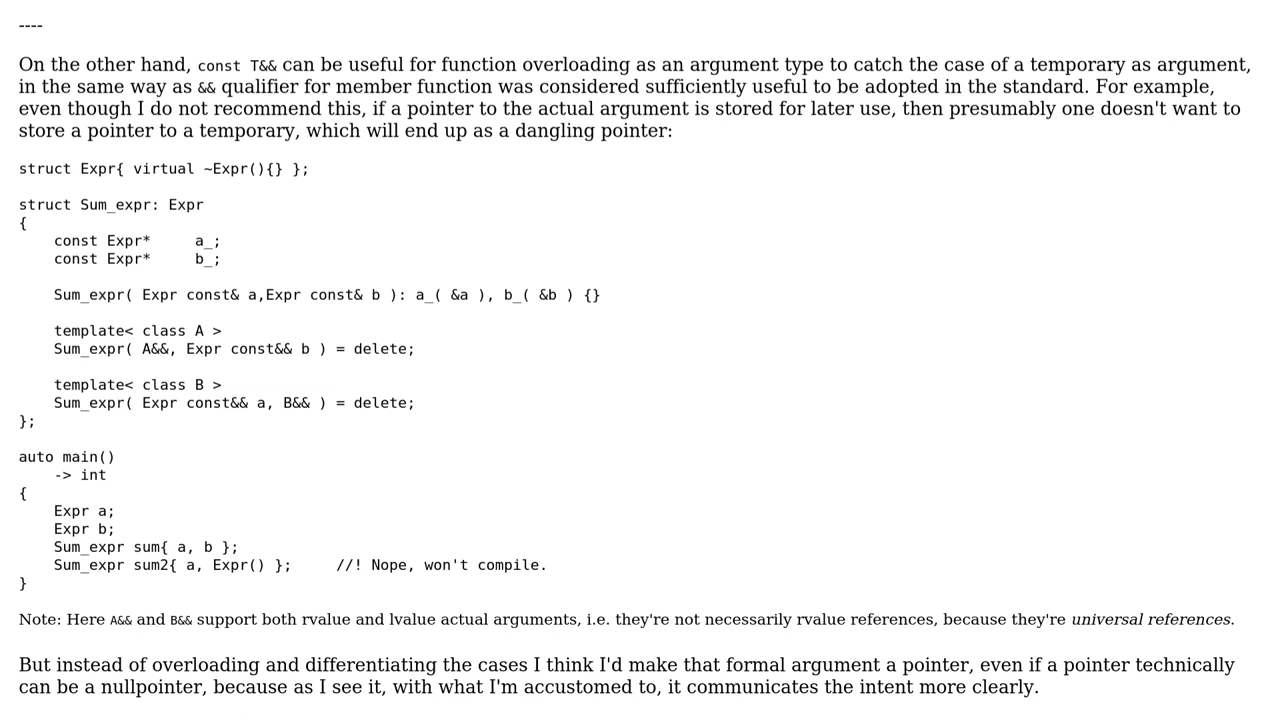 ----
On the other hand, const T&& can be useful for function overloading as an argument type to catch the case of a temporary as argument,
in the same way as && qualifier for member function was considered sufficiently useful to be adopted in the standard. For example,
even though I do not recommend this, if a pointer to the actual argument is stored for later use, then presumably one doesn't want to
store a pointer to a temporary, which will end up as a dangling pointer:
struct Expr{ virtual ~Expr(){} };
struct Sum_expr: Expr
{
    const Expr*     a_;
    const Expr*     b_;
    Sum_expr( Expr const& a,Expr const& b ): a_( &a ), b_( &b ) {}
    template< class A >
    Sum_expr( A&&, Expr const&& b ) = delete;
    template< class B >
    Sum_expr( Expr const&& a, B&& ) = delete;
};
auto main()
    -> int
{
    Expr a;
    Expr b;
    Sum_expr sum{ a, b };
    Sum_expr sum2{ a, Expr() };     //! Nope, won't compile.
}
Note: Here A&& and B&& support both rvalue and lvalue actual arguments, i.e. they're not necessarily rvalue references, because they're universal references.
But instead of overloading and differentiating the cases I think I'd make that formal argument a pointer, even if a pointer technically
can be a nullpointer, because as I see it, with what I'm accustomed to, it communicates the intent more clearly.